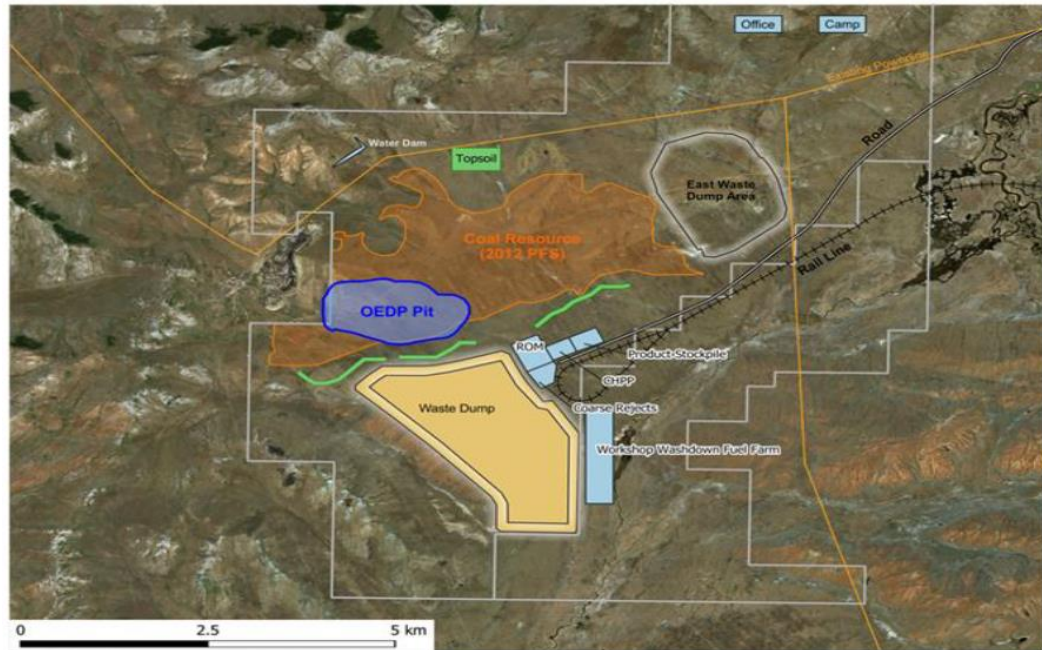 Office
Camp
Existing Powerline
Road
Water Dam
Topsoil
East Waste
Dump Area
Coal Resource
(2012 PFS)
Rail Line
OEDP Pit
ROM
Product Stockpile
CHPP
Waste Dump
Coarse Rejects
Workshop Washdown Fuel Farm
0
2.5
5 km